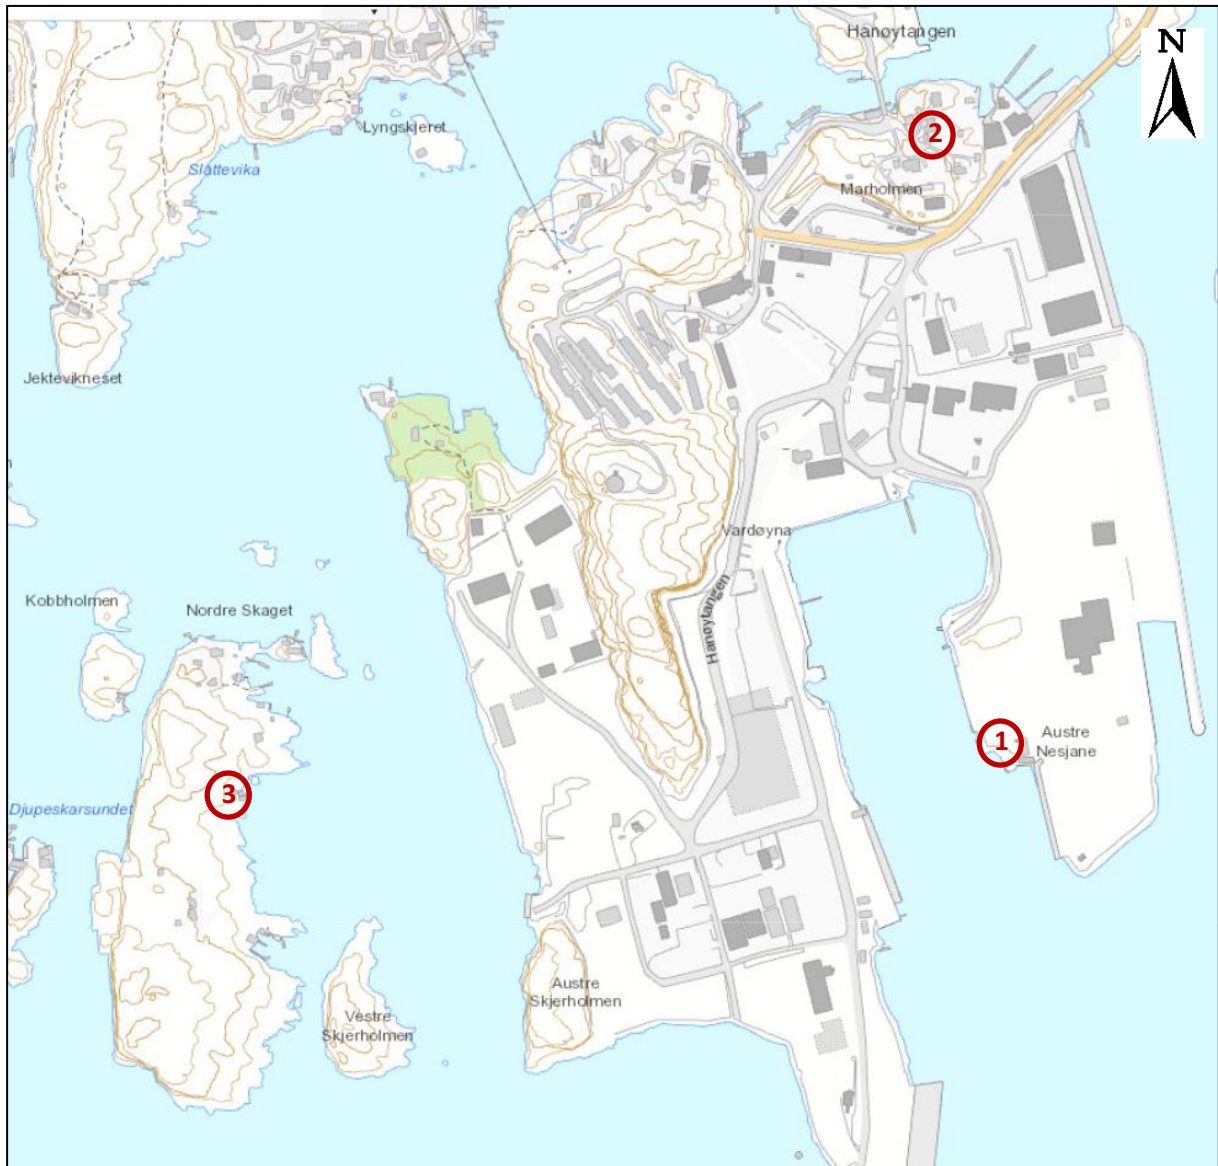 Hanøytangen
N
Lyngskjeret
2
Slåttevika
Marholmen
Jektevikneset
Vardøyna
Hanøytangen
Kobbholmen
Nordre Skaget
1
Austre
Nesjane
3
Djupeskarsundet
Austre
Skjerholmen
Vestre
Skjerholmen